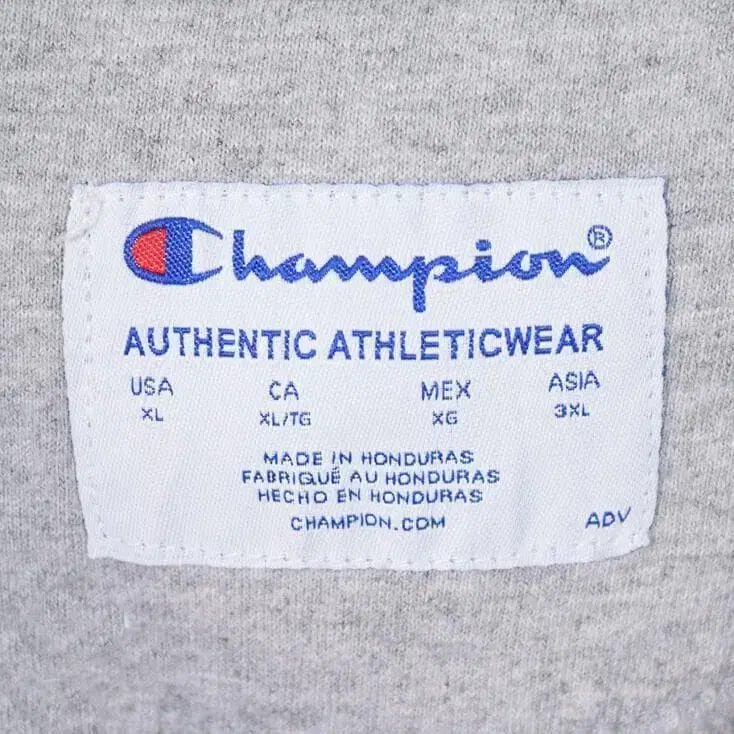 Champion®
AUTHENTIC ATHLETICWEAR
USA CA MEX ASIA
XL XL/TG XG 3XL
MADE IN HONDURAS
FABRIQUÉ AU HONDURAS
HECHO EN HONDURAS
CHAMPION.COM ADV